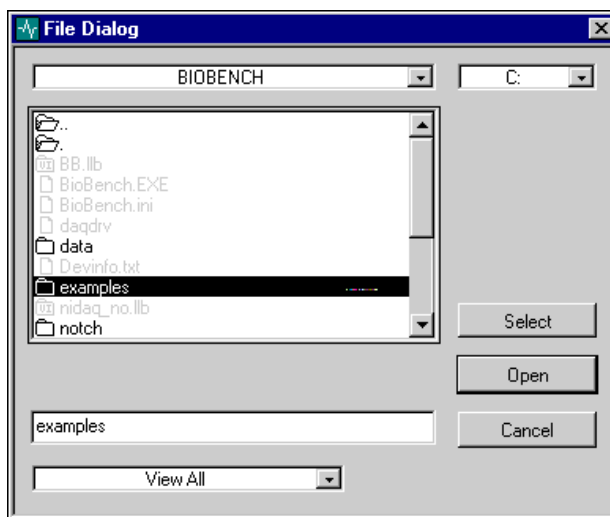 File Dialog
BIOBENCH
C:
..
.
BB.llb
BioBench.EXE
BioBench.ini
daqdrv
data
Devinfo.txt
examples
nidaq_no.llb
notch
Select
Open
examples
Cancel
View All